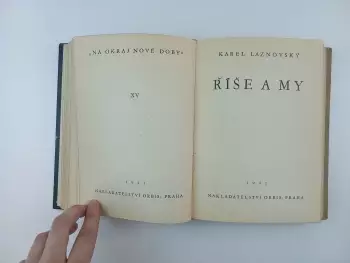 „NA OKRAJ NOVÉ DOBY“
XV
NAKLADATELSTVÍ ORBIS, PRAHA
KAREL LAŽNOVSKÝ
ŘÍŠE A MY
NAKLADATELSTVÍ ORBIS, PRAHA